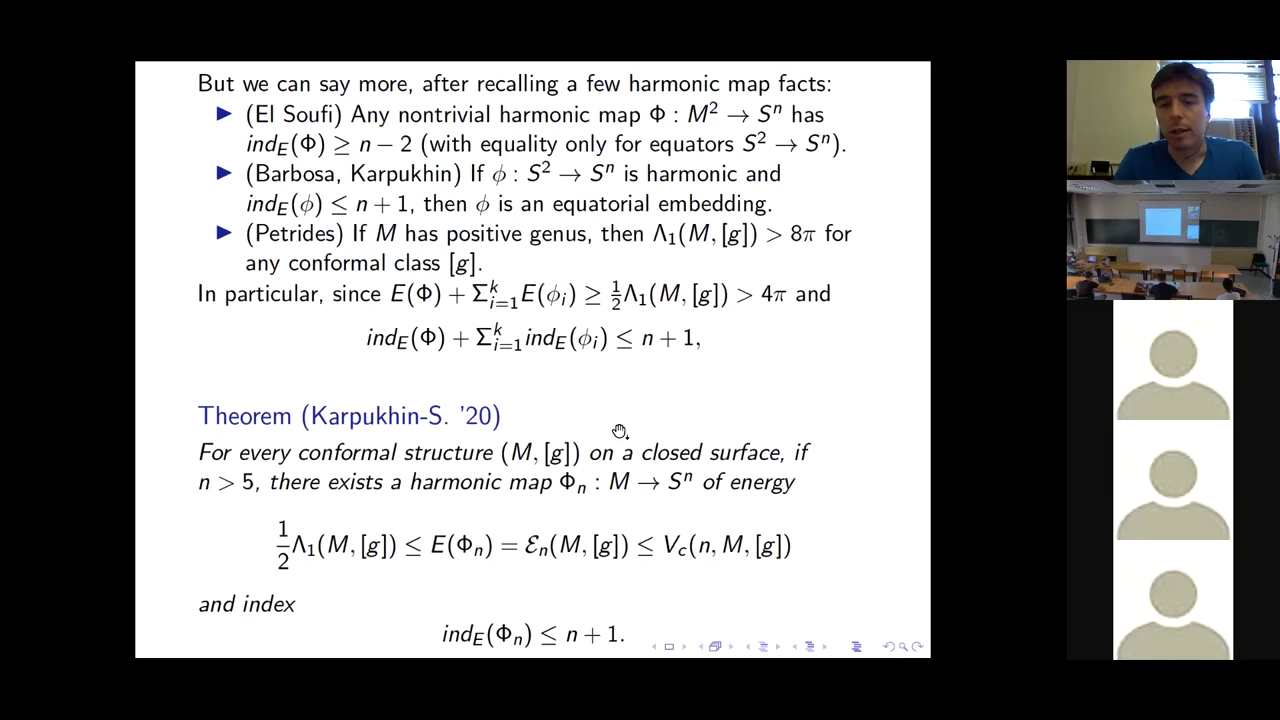 But we can say more, after recalling a few harmonic map facts:
▶ (El Soufi) Any nontrivial harmonic map Φ : M² → Sⁿ has
ind_E(Φ) ≥ n − 2 (with equality only for equators S² → Sⁿ).
▶ (Barbosa, Karpukhin) If ϕ : S² → Sⁿ is harmonic and
ind_E(ϕ) ≤ n + 1, then ϕ is an equatorial embedding.
▶ (Petrides) If M has positive genus, then Λ₁(M, [g]) > 8π for
any conformal class [g].
In particular, since E(Φ) + Σᵏᵢ₌₁E(ϕᵢ) ≥ ½Λ₁(M, [g]) > 4π and
ind_E(Φ) + Σᵏᵢ₌₁ind_E(ϕᵢ) ≤ n + 1,
Theorem (Karpukhin-S. '20)
For every conformal structure (M, [g]) on a closed surface, if
n > 5, there exists a harmonic map Φₙ : M → Sⁿ of energy
½Λ₁(M, [g]) ≤ E(Φₙ) = ℰₙ(M, [g]) ≤ V_c(n, M, [g])
and index
ind_E(Φₙ) ≤ n + 1.